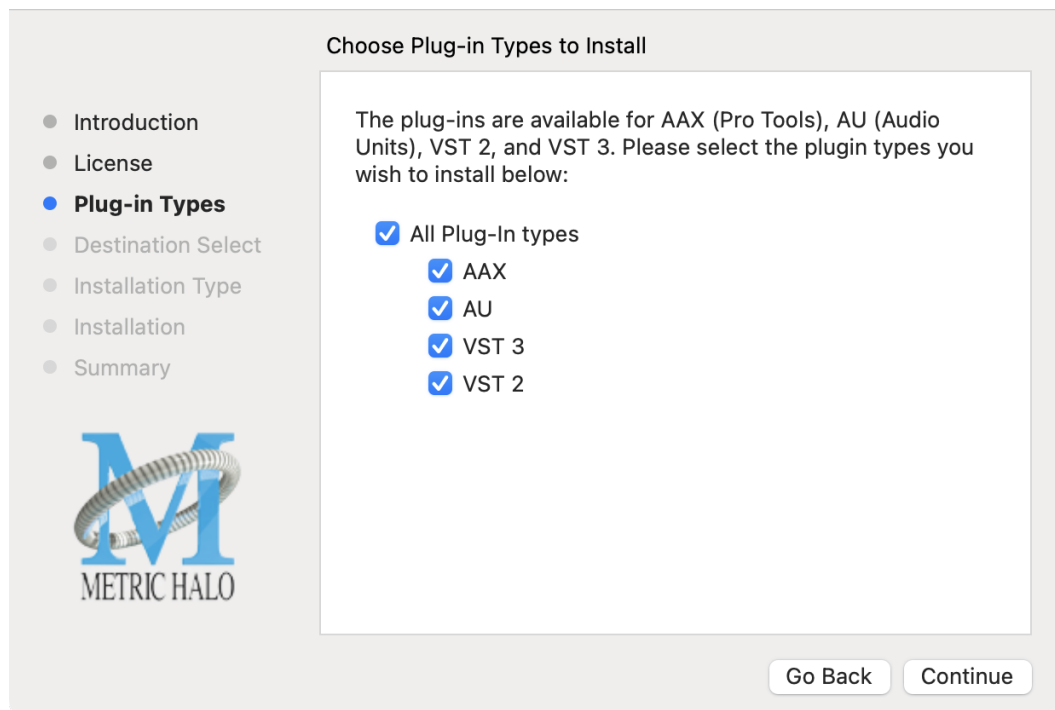 Choose Plug-in Types to Install
Introduction
License
Plug-in Types
Destination Select
Installation Type
Installation
Summary
METRIC HALO
The plug-ins are available for AAX (Pro Tools), AU (Audio
Units), VST 2, and VST 3. Please select the plugin types you
wish to install below:
All Plug-In types
AAX
AU
VST 3
VST 2
Go Back
Continue